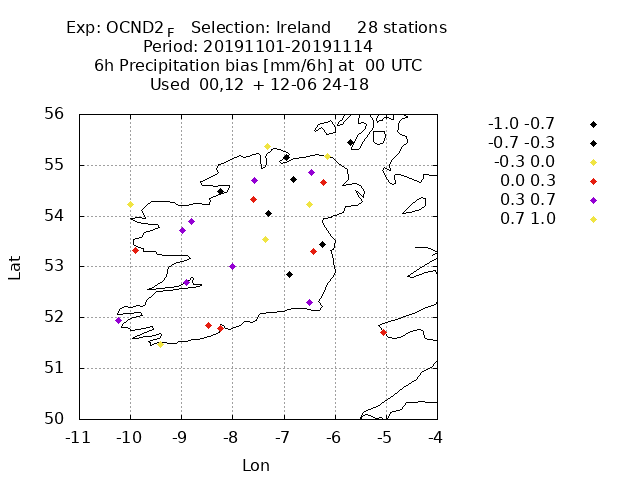 Exp: OCND2_F Selection: Ireland 28 stations
Period: 20191101-20191114
6h Precipitation bias [mm/6h] at 00 UTC
Used 00,12 + 12-06 24-18
-1.0 -0.7
-0.7 -0.3
-0.3 0.0
0.0 0.3
0.3 0.7
0.7 1.0
56
55
54
53
52
51
50
Lat
-11 -10 -9 -8 -7 -6 -5 -4
Lon